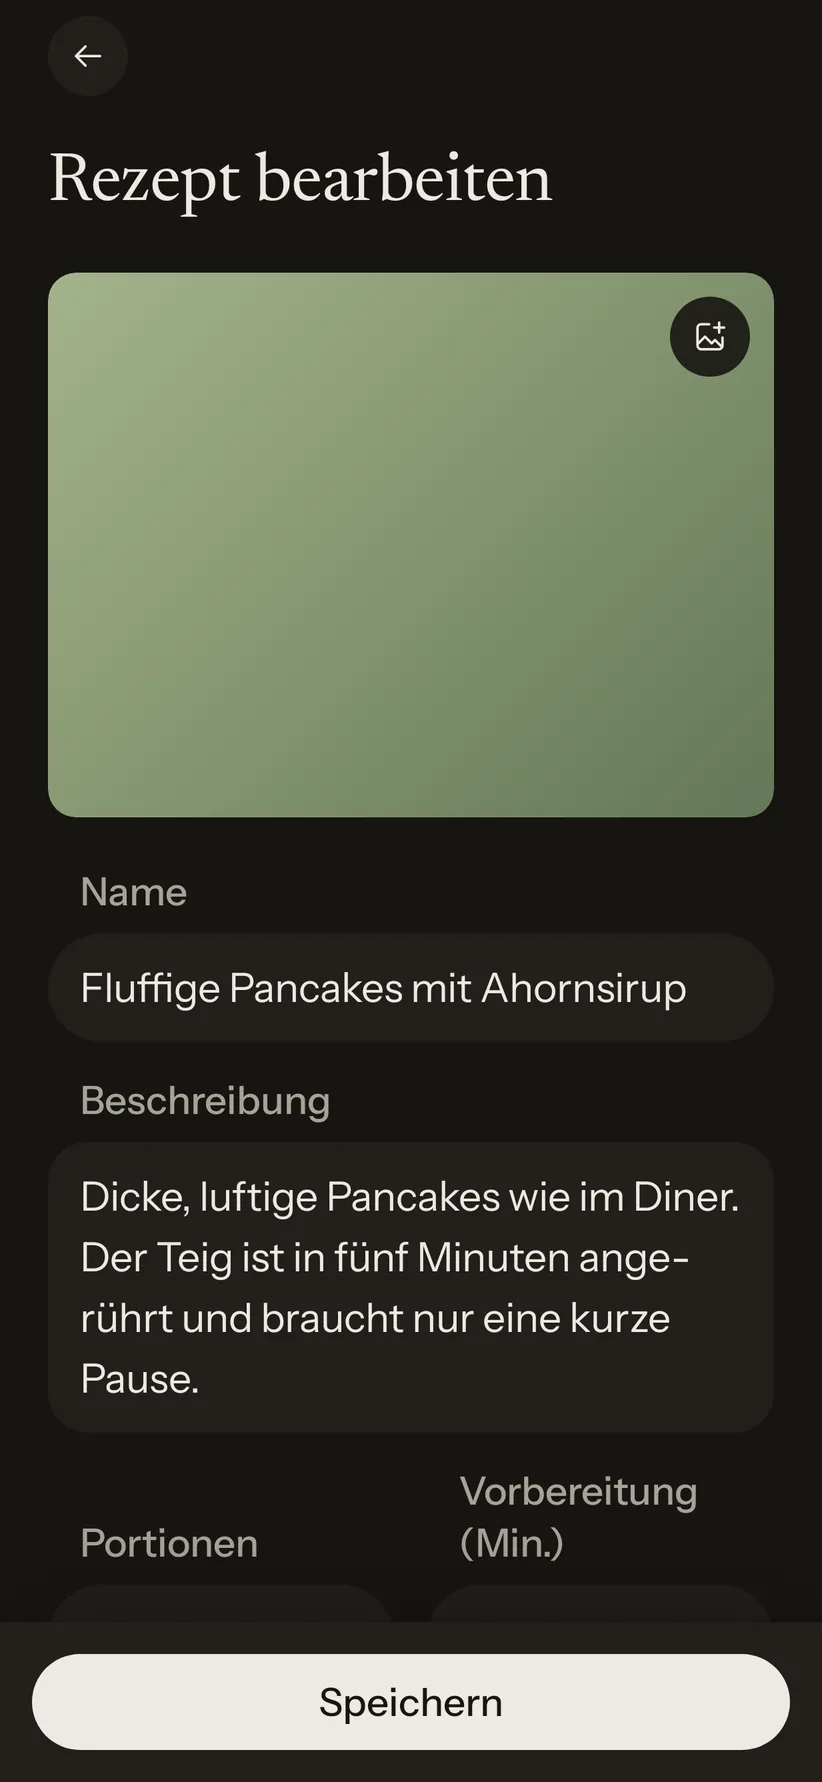 Rezept bearbeiten
Name
Fluffige Pancakes mit Ahornsirup
Beschreibung
Dicke, luftige Pancakes wie im Diner.
Der Teig ist in fünf Minuten ange-
rührt und braucht nur eine kurze
Pause.
Portionen
Vorbereitung
(Min.)
Speichern